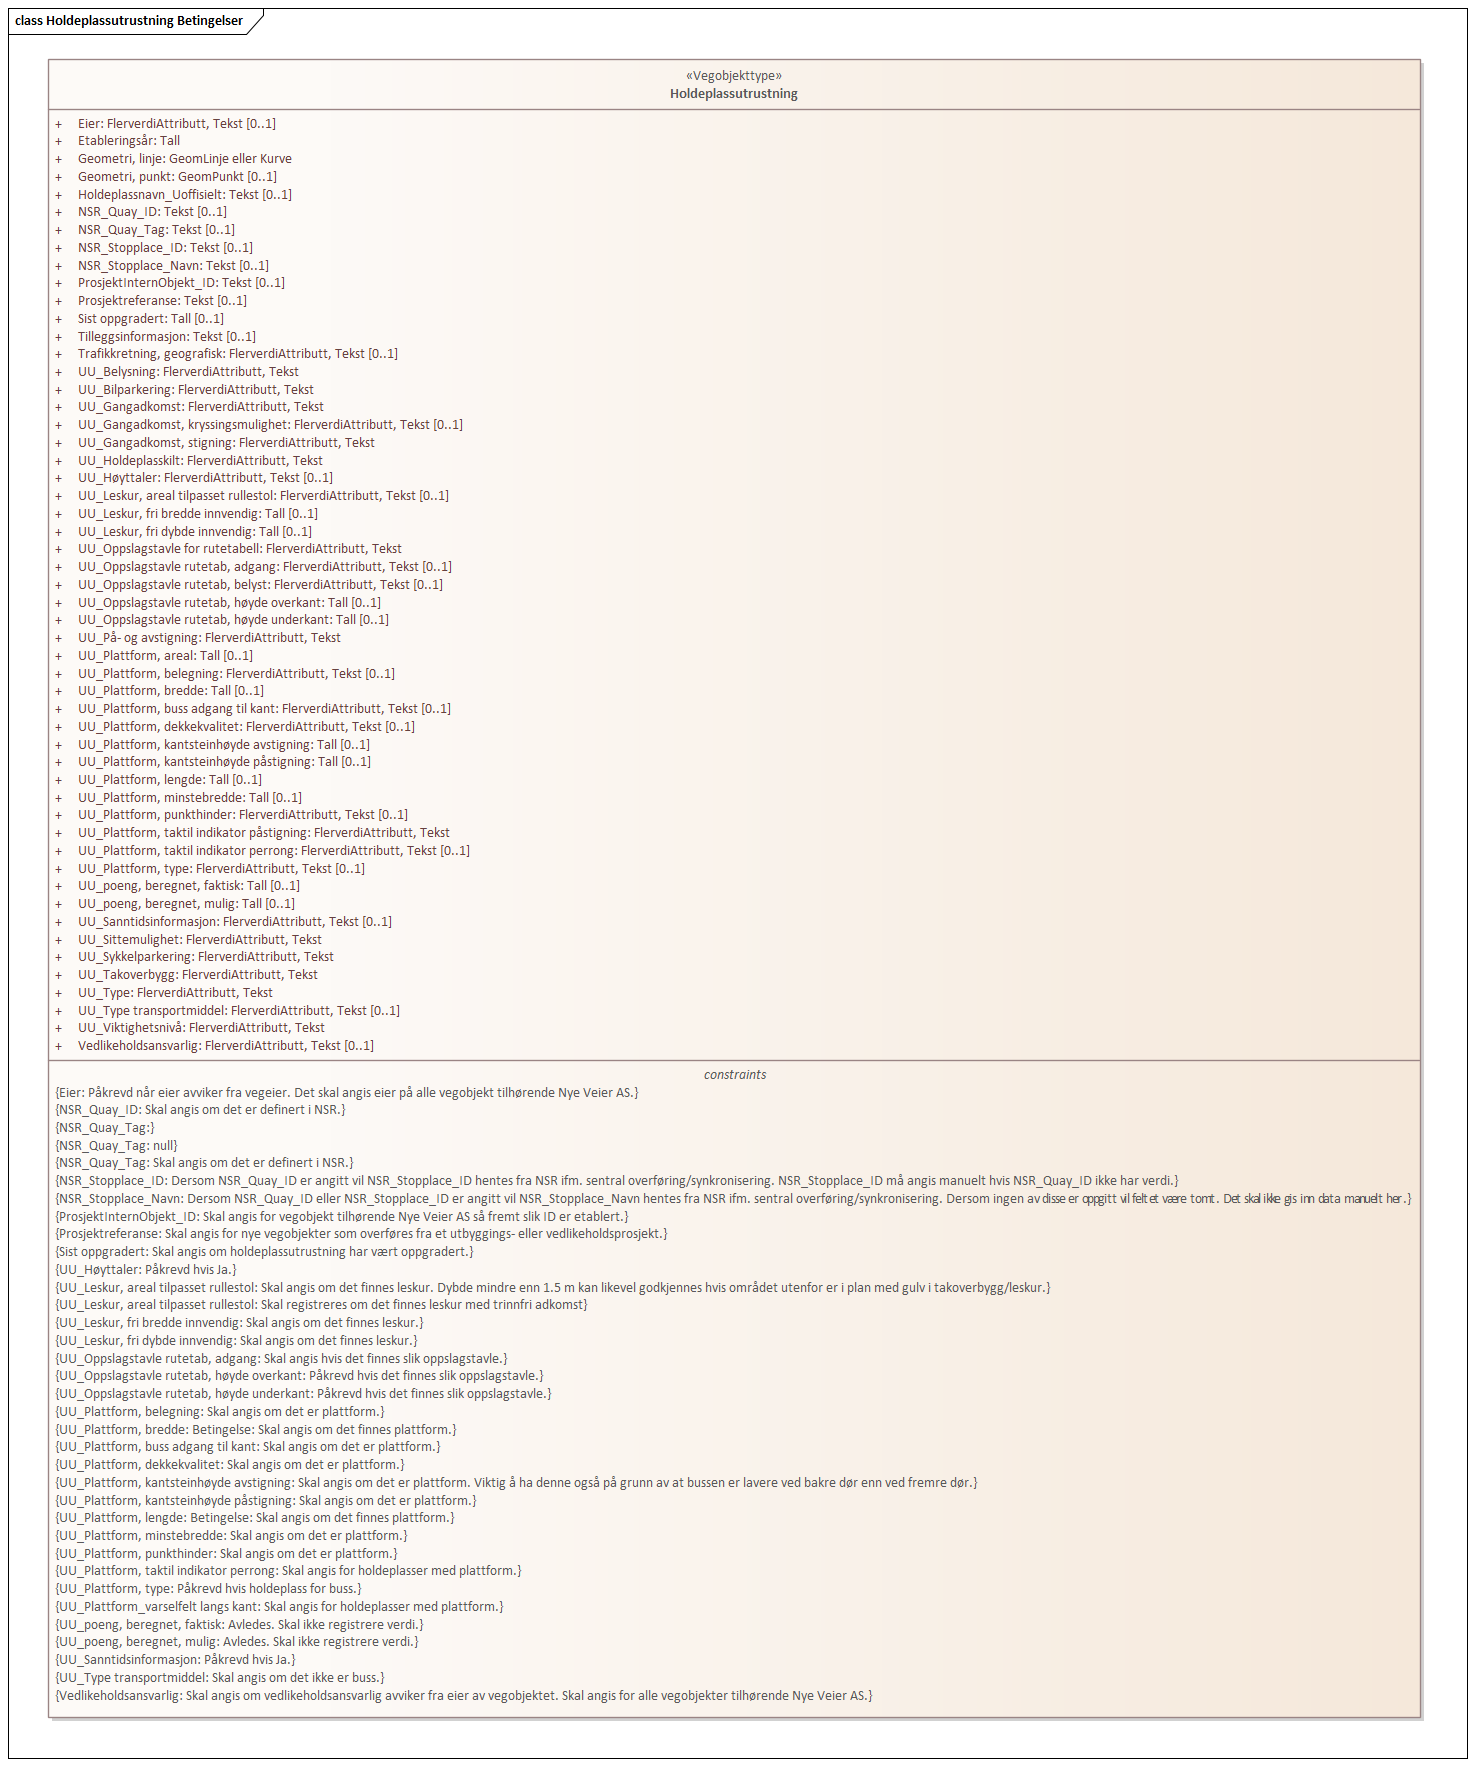 class Holdeplassutrustning Betingelser
«Vegobjekttype»
Holdeplassutrustning
+ Eier: FlerverdiAttributt, Tekst [0..1]
+ Etableringsår: Tall
+ Geometri, linje: GeomLinje eller Kurve
+ Geometri, punkt: GeomPunkt [0..1]
+ Holdeplassnavn_Uoffisielt: Tekst [0..1]
+ NSR_Quay_ID: Tekst [0..1]
+ NSR_Quay_Tag: Tekst [0..1]
+ NSR_Stopplace_ID: Tekst [0..1]
+ NSR_Stopplace_Navn: Tekst [0..1]
+ ProsjektInternObjekt_ID: Tekst [0..1]
+ Prosjektreferanse: Tekst [0..1]
+ Sist oppgradert: Tall [0..1]
+ Tilleggsinformasjon: Tekst [0..1]
+ Trafikkretning, geografisk: FlerverdiAttributt, Tekst [0..1]
+ UU_Belysning: FlerverdiAttributt, Tekst
+ UU_Bilparkering: FlerverdiAttributt, Tekst
+ UU_Gangadkomst: FlerverdiAttributt, Tekst
+ UU_Gangadkomst, kryssingsmulighet: FlerverdiAttributt, Tekst [0..1]
+ UU_Gangadkomst, stigning: FlerverdiAttributt, Tekst
+ UU_Holdeplasskilt: FlerverdiAttributt, Tekst
+ UU_Høyttaler: FlerverdiAttributt, Tekst [0..1]
+ UU_Leskur, areal tilpasset rullestol: FlerverdiAttributt, Tekst [0..1]
+ UU_Leskur, fri bredde innvendig: Tall [0..1]
+ UU_Leskur, fri dybde innvendig: Tall [0..1]
+ UU_Oppslagstavle for rutetabell: FlerverdiAttributt, Tekst
+ UU_Oppslagstavle rutetab, adgang: FlerverdiAttributt, Tekst [0..1]
+ UU_Oppslagstavle rutetab, belyst: FlerverdiAttributt, Tekst [0..1]
+ UU_Oppslagstavle rutetab, høyde overkant: Tall [0..1]
+ UU_Oppslagstavle rutetab, høyde underkant: Tall [0..1]
+ UU_På- og avstigning: FlerverdiAttributt, Tekst
+ UU_Plattform, areal: Tall [0..1]
+ UU_Plattform, belegning: FlerverdiAttributt, Tekst [0..1]
+ UU_Plattform, bredde: Tall [0..1]
+ UU_Plattform, buss adgang til kant: FlerverdiAttributt, Tekst [0..1]
+ UU_Plattform, dekkekvalitet: FlerverdiAttributt, Tekst [0..1]
+ UU_Plattform, kantsteinhøyde avstigning: Tall [0..1]
+ UU_Plattform, kantsteinhøyde påstigning: Tall [0..1]
+ UU_Plattform, lengde: Tall [0..1]
+ UU_Plattform, minstebredde: Tall [0..1]
+ UU_Plattform, punkthinder: FlerverdiAttributt, Tekst [0..1]
+ UU_Plattform, taktil indikator påstigning: FlerverdiAttributt, Tekst
+ UU_Plattform, taktil indikator perrong: FlerverdiAttributt, Tekst [0..1]
+ UU_Plattform, type: FlerverdiAttributt, Tekst [0..1]
+ UU_poeng, beregnet, faktisk: Tall [0..1]
+ UU_poeng, beregnet, mulig: Tall [0..1]
+ UU_Sanntidsinformasjon: FlerverdiAttributt, Tekst [0..1]
+ UU_Sittemulighet: FlerverdiAttributt, Tekst
+ UU_Sykkelparkering: FlerverdiAttributt, Tekst
+ UU_Takoverbygg: FlerverdiAttributt, Tekst
+ UU_Type: FlerverdiAttributt, Tekst
+ UU_Type transportmiddel: FlerverdiAttributt, Tekst [0..1]
+ UU_Viktighetsnivå: FlerverdiAttributt, Tekst
+ Vedlikeholdsansvarlig: FlerverdiAttributt, Tekst [0..1]
constraints
{Eier: Påkrevd når eier avviker fra vegeier. Det skal angis eier på alle vegobjekt tilhørende Nye Veier AS.}
{NSR_Quay_ID: Skal angis om det er definert i NSR.}
{NSR_Quay_Tag:}
{NSR_Quay_Tag: null}
{NSR_Quay_Tag: Skal angis om det er definert i NSR.}
{NSR_Stopplace_ID: Dersom NSR_Quay_ID er angitt vil NSR_Stopplace_ID hentes fra NSR ifm. sentral overføring/synkronisering. NSR_Stopplace_ID må angis manuelt hvis NSR_Quay_ID ikke har verdi.}
{NSR_Stopplace_Navn: Dersom NSR_Quay_ID eller NSR_Stopplace_ID er angitt vil NSR_Stopplace_Navn hentes fra NSR ifm. sentral overføring/synkronisering. Dersom ingen av disse er oppgitt vil feltet være tomt. Det skal ikke gis inn data manuelt her.}
{ProsjektInternObjekt_ID: Skal angis for vegobjekt tilhørende Nye Veier AS så fremt slik ID er etablert.}
{Prosjektreferanse: Skal angis for nye vegobjekter som overføres fra et utbyggings- eller vedlikeholdsprosjekt.}
{Sist oppgradert: Skal angis om holdeplassutrustning har vært oppgradert.}
{UU_Høyttaler: Påkrevd hvis Ja.}
{UU_Leskur, areal tilpasset rullestol: Skal angis om det finnes leskur. Dybde mindre enn 1.5 m kan likevel godkjennes hvis området utenfor er i plan med gulv i takoverbygg/leskur.}
{UU_Leskur, areal tilpasset rullestol: Skal registreres om det finnes leskur med trinnfri adkomst}
{UU_Leskur, fri bredde innvendig: Skal angis om det finnes leskur.}
{UU_Leskur, fri dybde innvendig: Skal angis om det finnes leskur.}
{UU_Oppslagstavle rutetab, adgang: Skal angis hvis det finnes slik oppslagstavle.}
{UU_Oppslagstavle rutetab, høyde overkant: Påkrevd hvis det finnes slik oppslagstavle.}
{UU_Oppslagstavle rutetab, høyde underkant: Påkrevd hvis det finnes slik oppslagstavle.}
{UU_Plattform, belegning: Skal angis om det er plattform.}
{UU_Plattform, bredde: Betingelse: Skal angis om det finnes plattform.}
{UU_Plattform, buss adgang til kant: Skal angis om det er plattform.}
{UU_Plattform, dekkekvalitet: Skal angis om det er plattform.}
{UU_Plattform, kantsteinhøyde avstigning: Skal angis om det er plattform. Viktig å ha denne også på grunn av at bussen er lavere ved bakre dør enn ved fremre dør.}
{UU_Plattform, kantsteinhøyde påstigning: Skal angis om det er plattform.}
{UU_Plattform, lengde: Betingelse: Skal angis om det finnes plattform.}
{UU_Plattform, minstebredde: Skal angis om det er plattform.}
{UU_Plattform, punkthinder: Skal angis om det er plattform.}
{UU_Plattform, taktil indikator perrong: Skal angis for holdeplasser med plattform.}
{UU_Plattform, type: Påkrevd hvis holdeplass for buss.}
{UU_Plattform_varselfelt langs kant: Skal angis for holdeplasser med plattform.}
{UU_poeng, beregnet, faktisk: Avledes. Skal ikke registrere verdi.}
{UU_poeng, beregnet, mulig: Avledes. Skal ikke registrere verdi.}
{UU_Sanntidsinformasjon: Påkrevd hvis Ja.}
{UU_Type transportmiddel: Skal angis om det ikke er buss.}
{Vedlikeholdsansvarlig: Skal angis om vedlikeholdsansvarlig avviker fra eier av vegobjektet. Skal angis for alle vegobjekter tilhørende Nye Veier AS.}